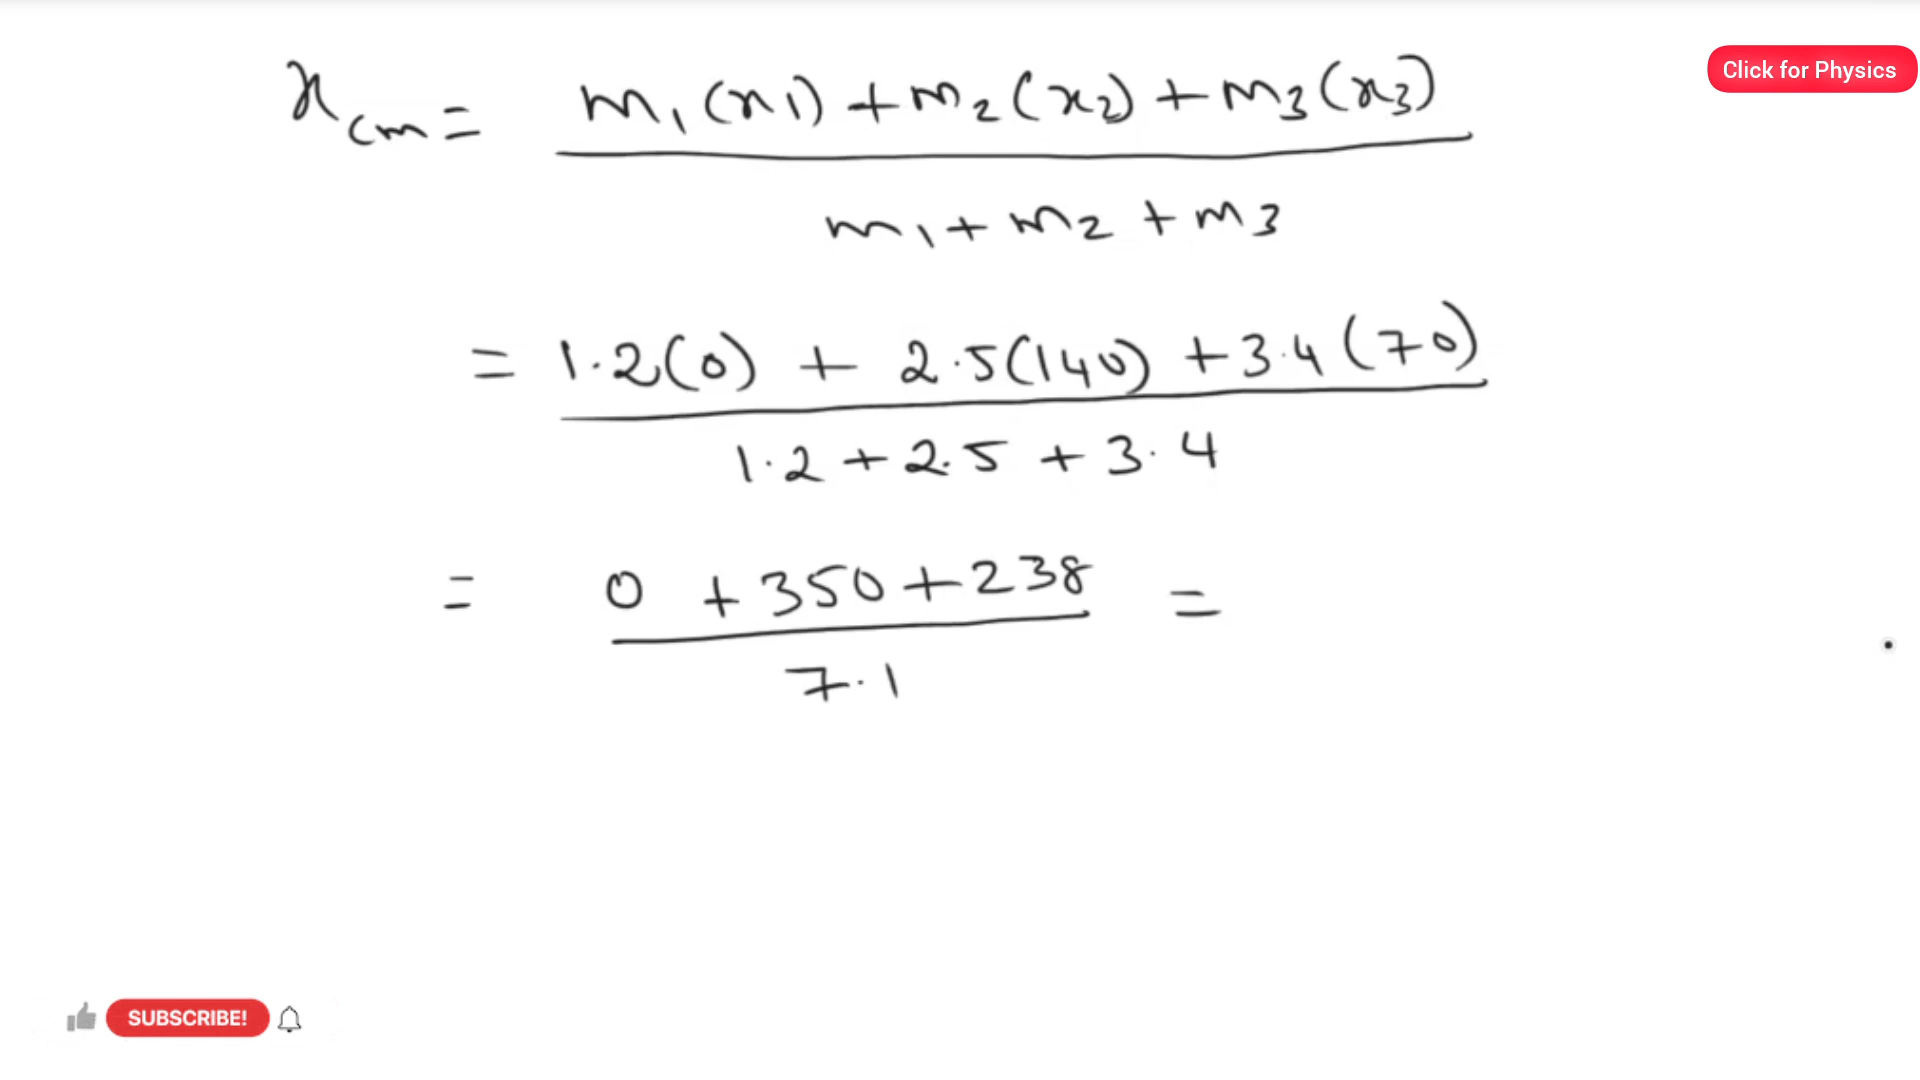 Click for Physics
x cm = m1(x1) + m2(x2) + m3(x3)
m1 + m2 + m3
= 1.2(0) + 2.5(140) + 3.4(70)
1.2 + 2.5 + 3.4
= 0 + 350 + 238 =
7.1
SUBSCRIBE!